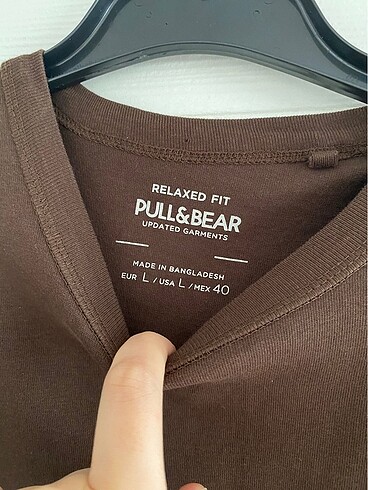 RELAXED FIT
PULL&BEAR
UPDATED GARMENTS
MADE IN BANGLADESH
EUR L / USA L / MEX 40